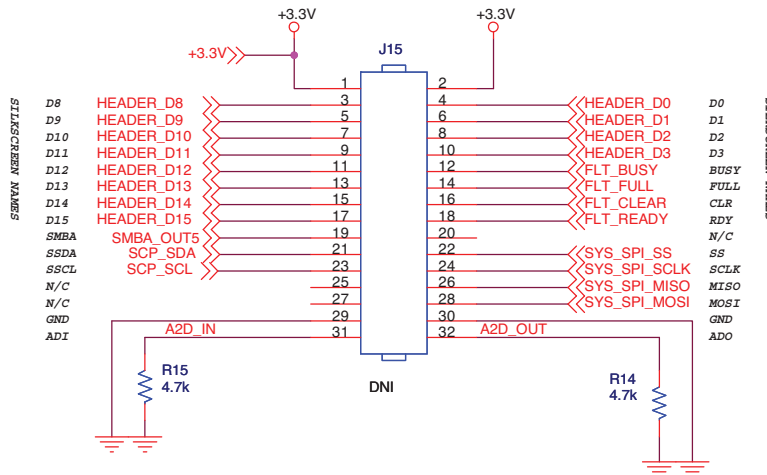 +3.3V +3.3V
+3.3V
J15
1 2
D8 HEADER_D8 3 4 HEADER_D0 D0
D9 HEADER_D9 5 6 HEADER_D1 D1
D10 HEADER_D10 7 8 HEADER_D2 D2
D11 HEADER_D11 9 10 HEADER_D3 D3
D12 HEADER_D12 11 12 FLT_BUSY BUSY
D13 HEADER_D13 13 14 FLT_FULL FULL
D14 HEADER_D14 15 16 FLT_CLEAR CLR
D15 HEADER_D15 17 18 FLT_READY RDY
SMBA SMBA_OUT5 19 20 N/C
SSDA SCP_SDA 21 22 SYS_SPI_SS SS
SSCL SCP_SCL 23 24 SYS_SPI_SCLK SCLK
N/C 25 26 SYS_SPI_MISO MISO
N/C 27 28 SYS_SPI_MOSI MOSI
GND 29 30 GND
ADI A2D_IN 31 32 A2D_OUT ADO
SILKSCREEN NAMES
R15
4.7k
DNI
R14
4.7k